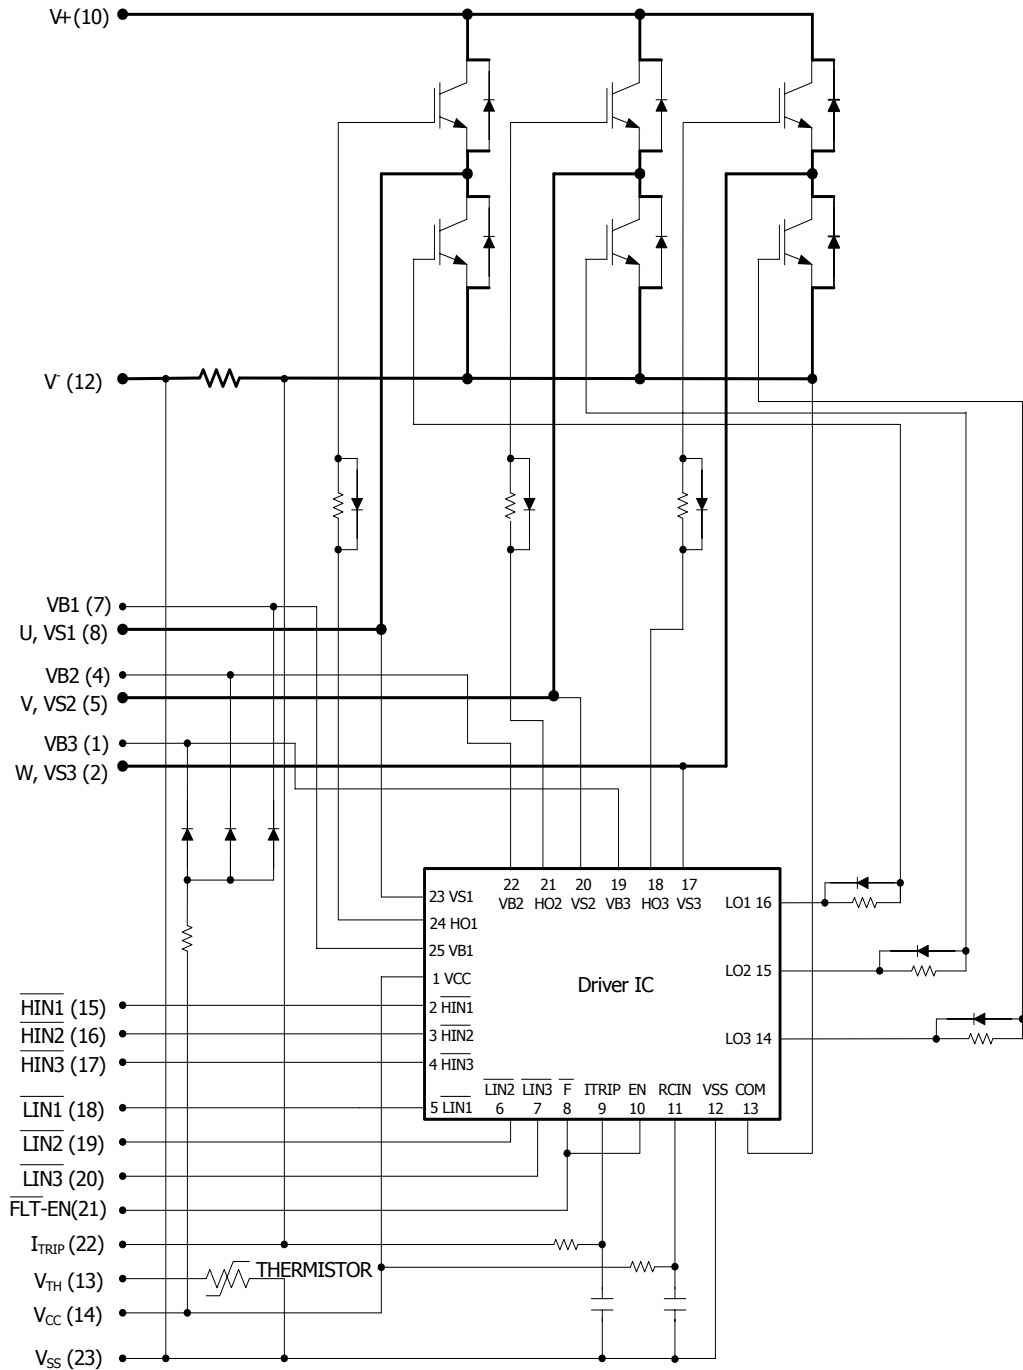 V+ (10)
V- (12)
VB1 (7)
U, VS1 (8)
VB2 (4)
V, VS2 (5)
VB3 (1)
W, VS3 (2)
22 21 20 19 18 17
VB2 HO2 VS2 VB3 HO3 VS3
23 VS1
24 HO1
25 VB1
1 VCC
2 HIN1
3 HIN2
4 HIN3
5 LIN1
LO1 16
LO2 15
LO3 14
Driver IC
LIN2 LIN3 F ITRIP EN RCIN VSS COM
6 7 8 9 10 11 12 13
HIN1 (15)
HIN2 (16)
HIN3 (17)
LIN1 (18)
LIN2 (19)
LIN3 (20)
FLT-EN(21)
ITRIP (22)
VTH (13)
THERMISTOR
VCC (14)
VSS (23)